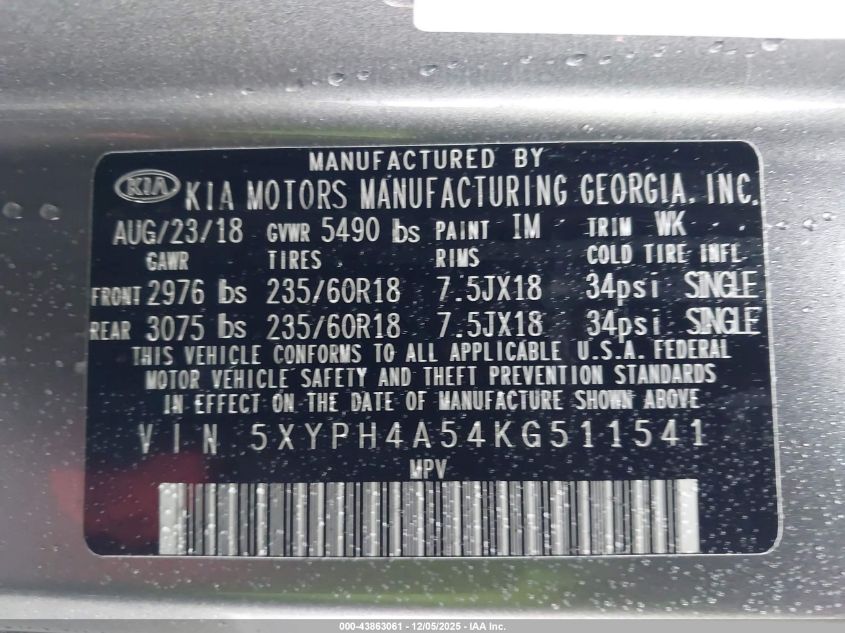 MANUFACTURED BY
KIA KIA MOTORS MANUFACTURING GEORGIA, INC.
AUG/23/18 GVWR 5490 lbs PAINT IM TRIM WK
GAWR TIRES RIMS COLD TIRE INFL
FRONT 2976 lbs 235/60R18 7.5JX18 34psi SINGLE
REAR 3075 lbs 235/60R18 7.5JX18 34psi SINGLE
THIS VEHICLE CONFORMS TO ALL APPLICABLE U.S.A. FEDERAL
MOTOR VEHICLE SAFETY AND THEFT PREVENTION STANDARDS
IN EFFECT ON THE DATE OF MANUFACTURE SHOWN ABOVE
VIN 5XYPH4A54KG511541
MPV
000-43863061 - 12/05/2025 - IAA Inc.